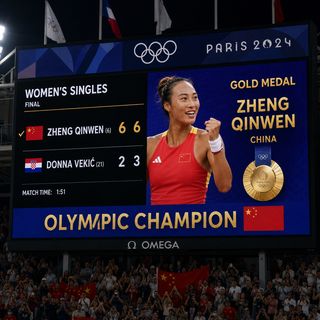 PARIS 2024
WOMEN'S SINGLES
FINAL
ZHENG QINWEN (6) 6 6
DONNA VEKIĆ (21) 2 3
MATCH TIME: 1:51
GOLD MEDAL
ZHENG
QINWEN
CHINA
OLYMPIC CHAMPION
OMEGA